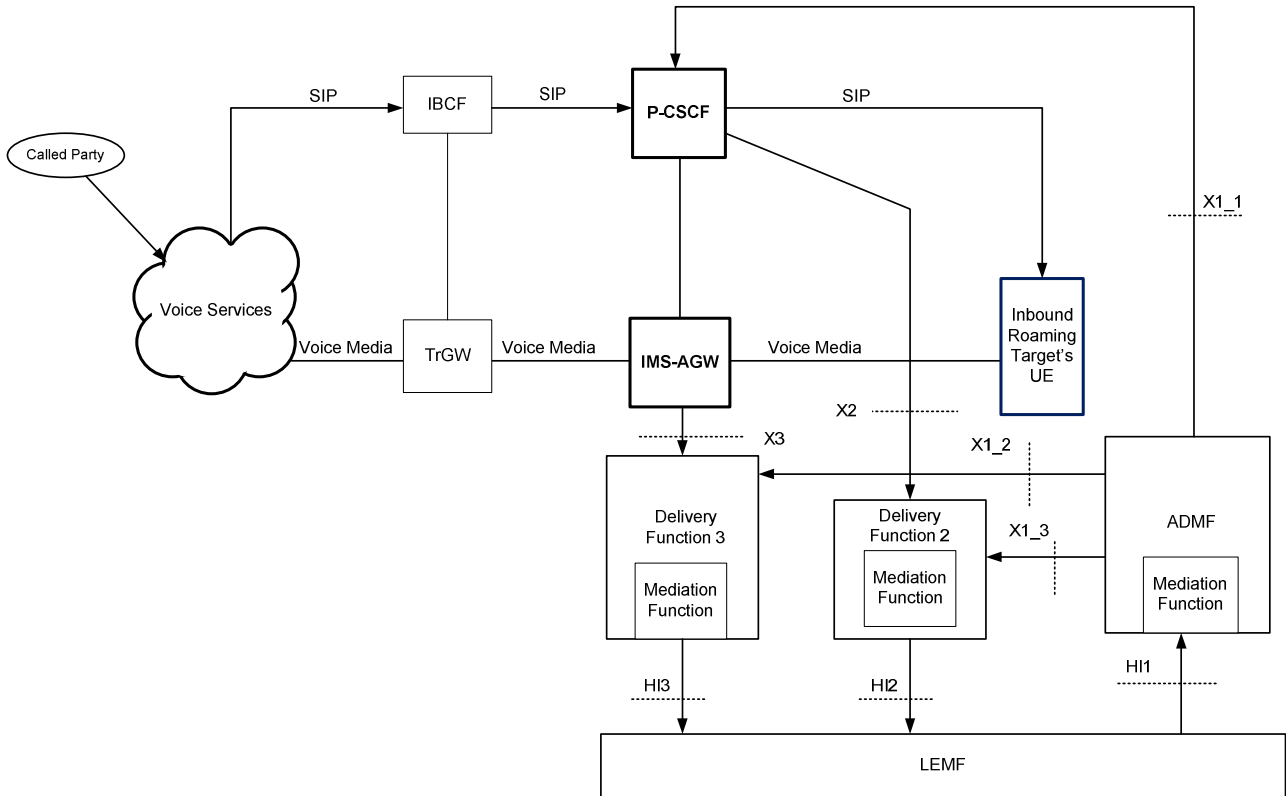 SIP
IBCF
SIP
P-CSCF
SIP
Called Party
X1_1
Voice Services
Voice Media
TrGW
Voice Media
IMS-AGW
Voice Media
Inbound
Roaming
Target's
UE
X2
X3
X1_2
Delivery
Function 3
Mediation
Function
Delivery
Function 2
Mediation
Function
X1_3
ADMF
Mediation
Function
HI3
HI2
HI1
LEMF